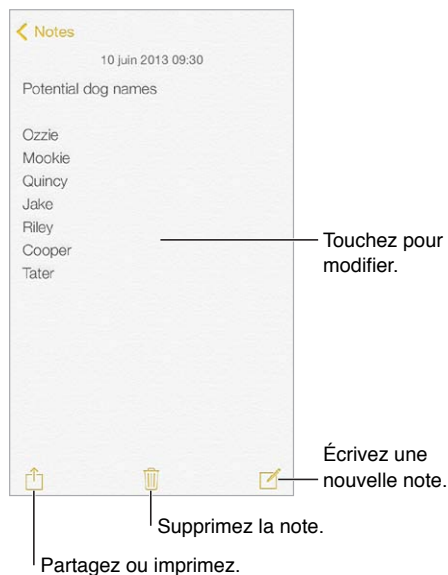 Notes
10 juin 2013 09:30
Potential dog names
Ozzie
Mookie
Quincy
Jake
Riley
Cooper
Tater
Touchez pour
modifier.
Écrivez une
nouvelle note.
Supprimez la note.
Partagez ou imprimez.